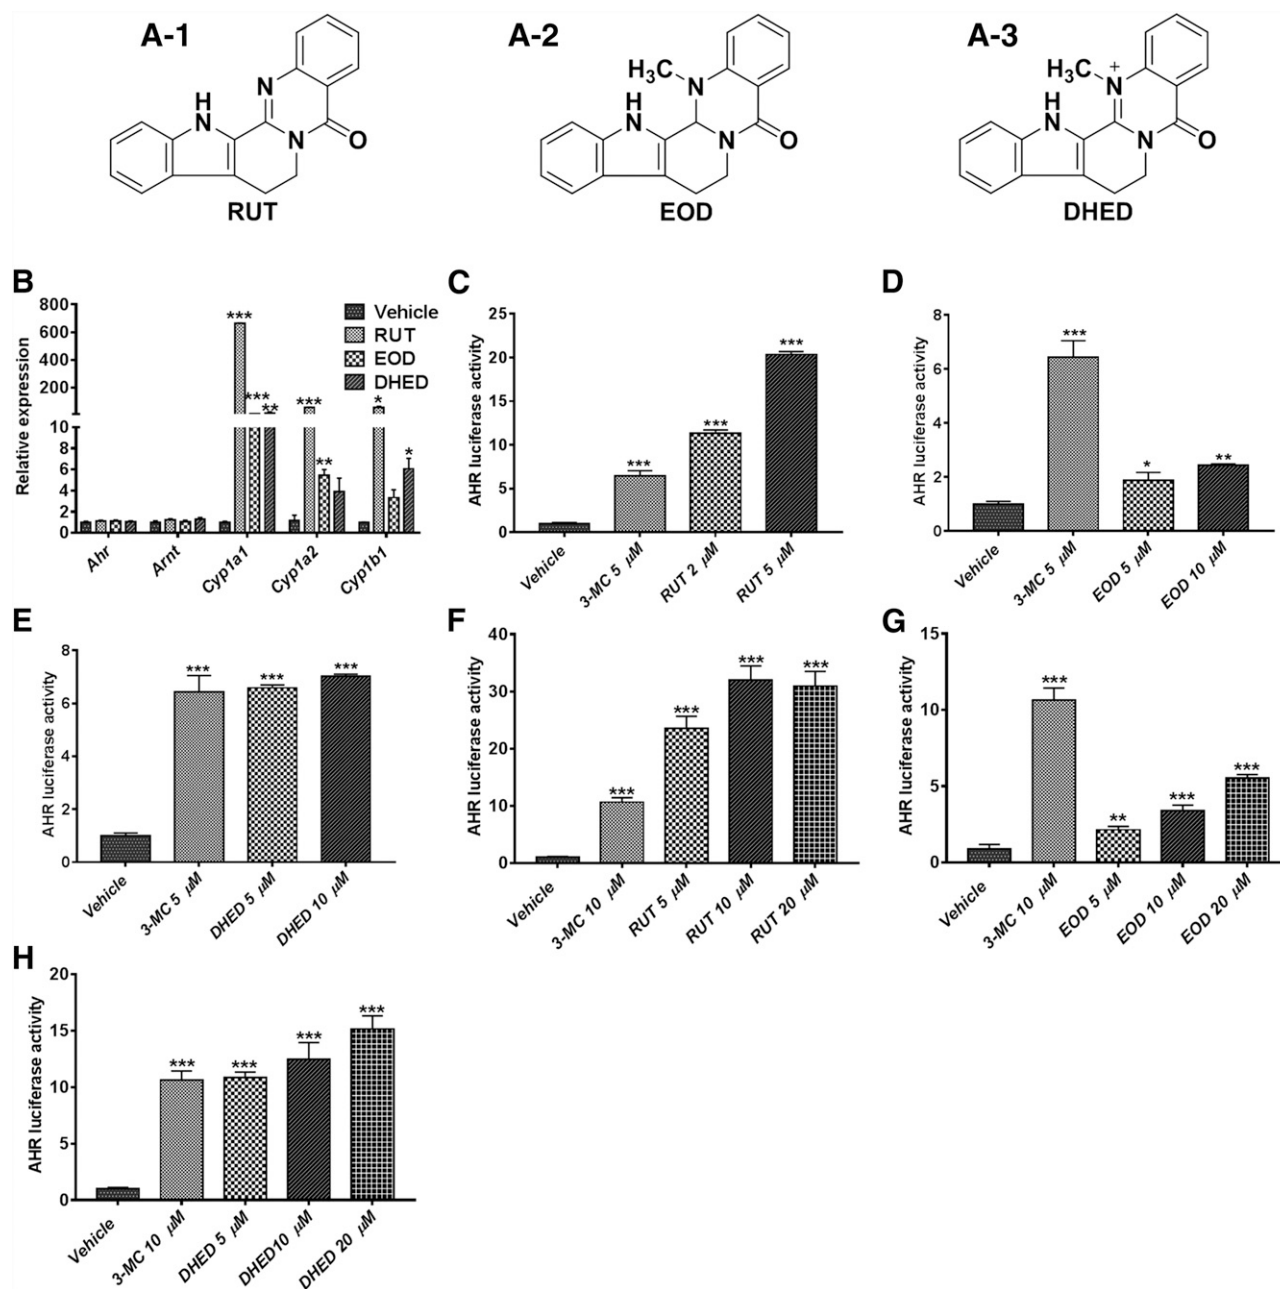 A-1
H
N
N
N
O
RUT
A-2
H₃C
N
H
N
N
O
EOD
A-3
H₃C
+
N
H
N
N
O
DHED
B
Relative expression
800
600
400
200
10
8
6
4
2
0
***
***
**
***
**
*
*
Vehicle
RUT
EOD
DHED
Ahr
Arnt
Cyp1a1
Cyp1a2
Cyp1b1
C
AHR luciferase activity
25
20
15
10
5
0
***
***
***
Vehicle
3-MC 5 µM
RUT 2 µM
RUT 5 µM
D
AHR luciferase activity
8
6
4
2
0
***
*
**
Vehicle
3-MC 5 µM
EOD 5 µM
EOD 10 µM
E
AHR luciferase activity
8
6
4
2
0
***
***
***
Vehicle
3-MC 5 µM
DHED 5 µM
DHED 10 µM
F
AHR luciferase activity
40
30
20
10
0
***
***
***
***
Vehicle
3-MC 10 µM
RUT 5 µM
RUT 10 µM
RUT 20 µM
G
AHR luciferase activity
15
10
5
0
***
**
***
***
Vehicle
3-MC 10 µM
EOD 5 µM
EOD 10 µM
EOD 20 µM
H
AHR luciferase activity
20
15
10
5
0
***
***
***
***
Vehicle
3-MC 10 µM
DHED 5 µM
DHED10 µM
DHED 20 µM